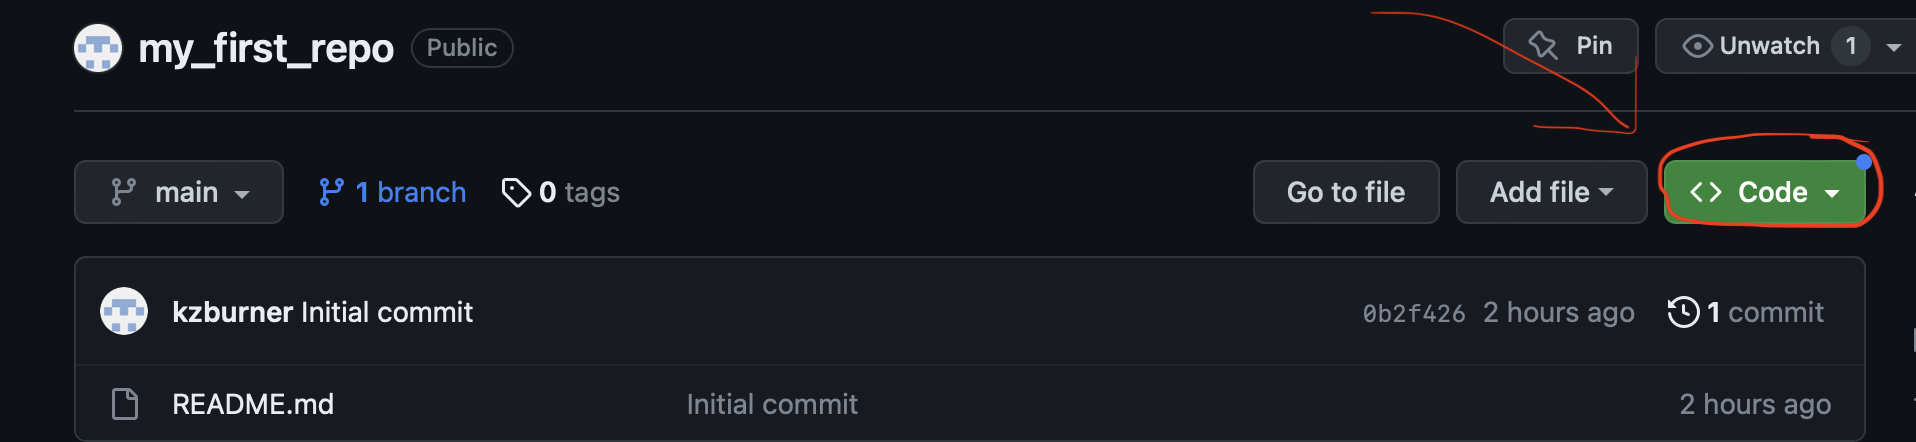 my_first_repo Public Pin Unwatch 1
main 1 branch 0 tags Go to file Add file <> Code
kzburner Initial commit 0b2f426 2 hours ago 1 commit
README.md Initial commit 2 hours ago